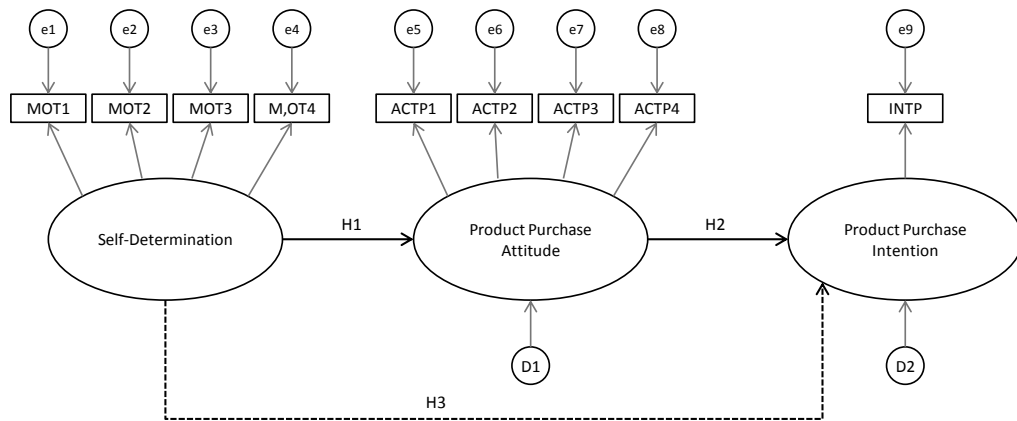 e1
e2
e3
e4
e5
e6
e7
e8
e9
MOT1
MOT2
MOT3
M,OT4
ACTP1
ACTP2
ACTP3
ACTP4
INTP
Self-Determination
H1
Product Purchase
Attitude
H2
Product Purchase
Intention
D1
D2
H3